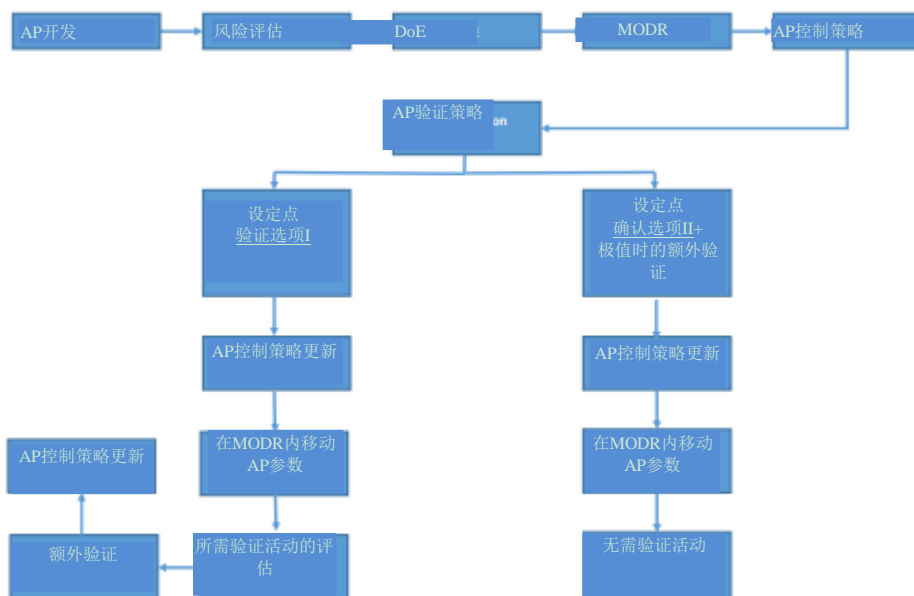 AP开发
风险评估
DoE
MODR
AP控制策略
AP验证策略
on
设定点
验证选项I
设定点
确认选项II+
极值时的额外验
证
AP控制策略更新
AP控制策略更新
AP控制策略更新
在MODR内移动
AP参数
在MODR内移动
AP参数
额外验证
所需验证活动的评
估
无需验证活动